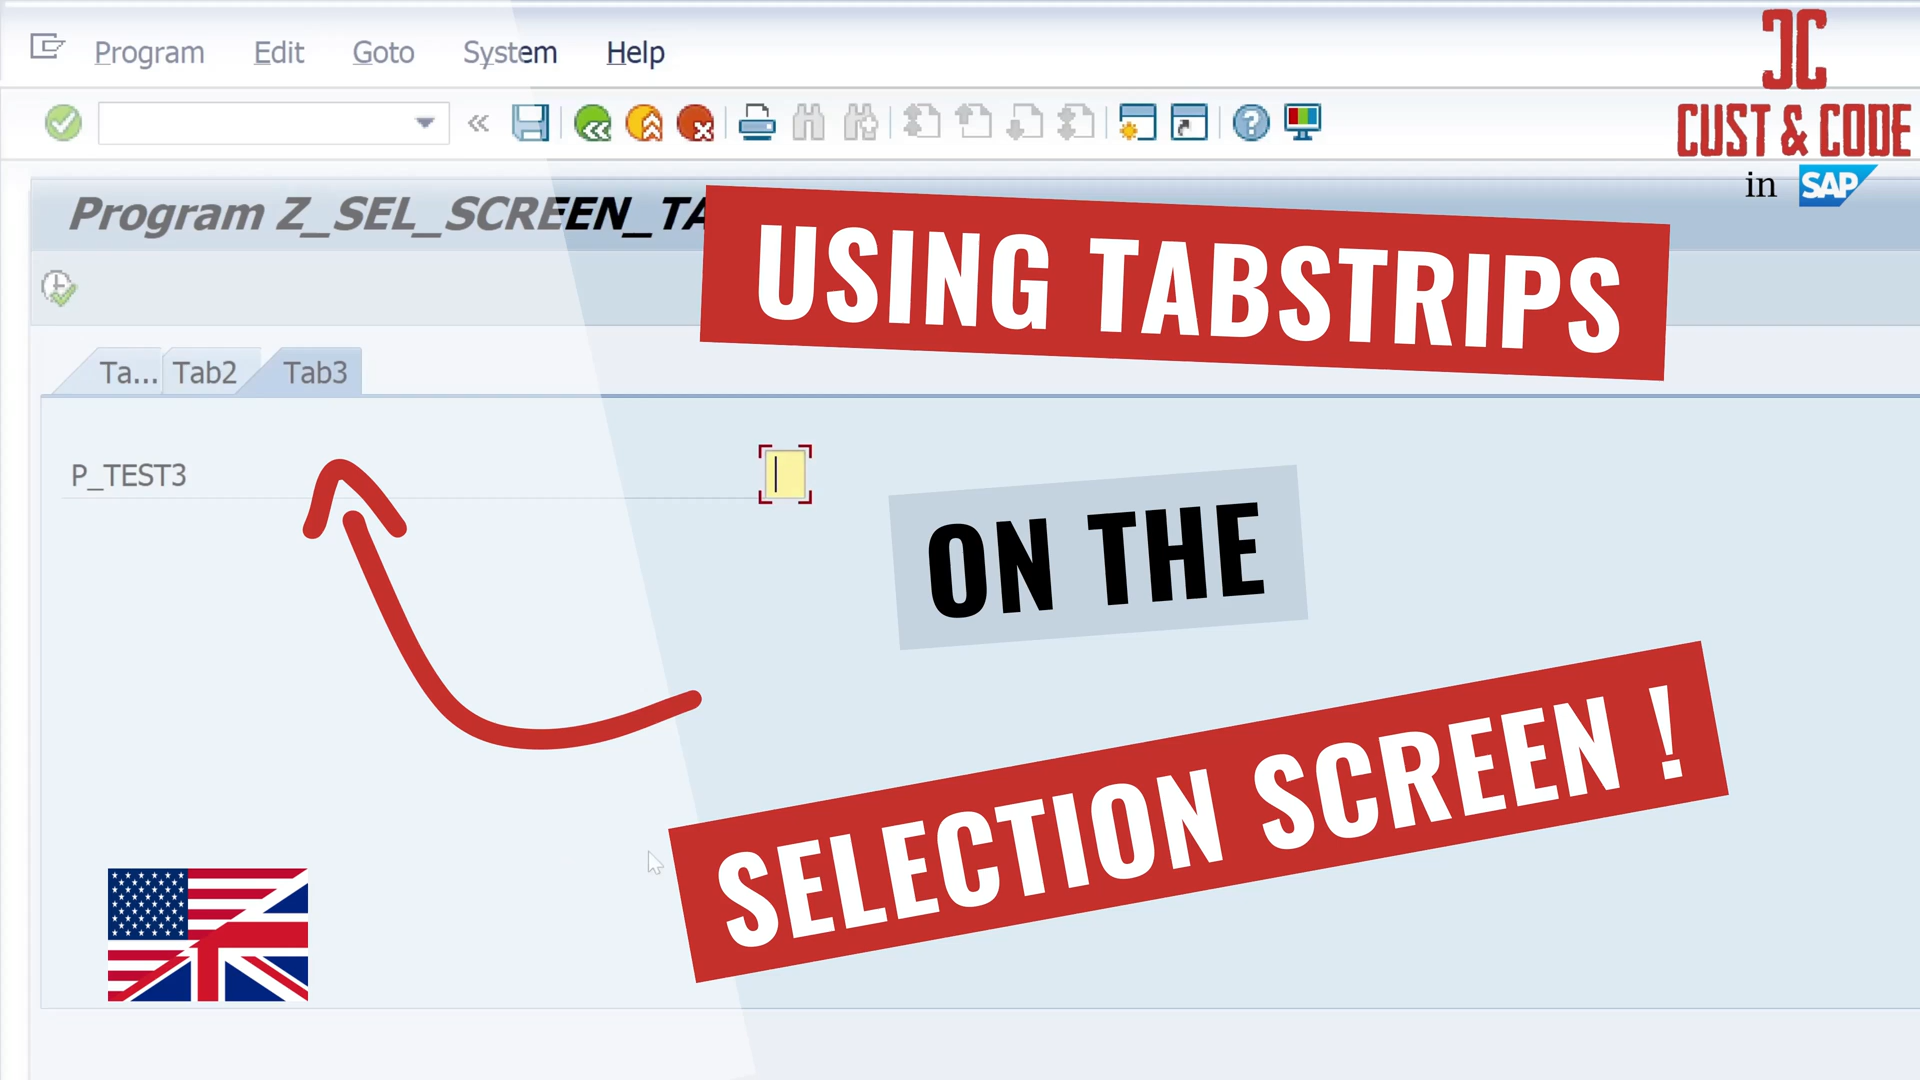 Program Edit Goto System Help
CUST & CODE
in SAP
Program Z_SEL_SCREEN_TA
USING TABSTRIPS
Ta... Tab2 Tab3
P_TEST3
ON THE
SELECTION SCREEN !